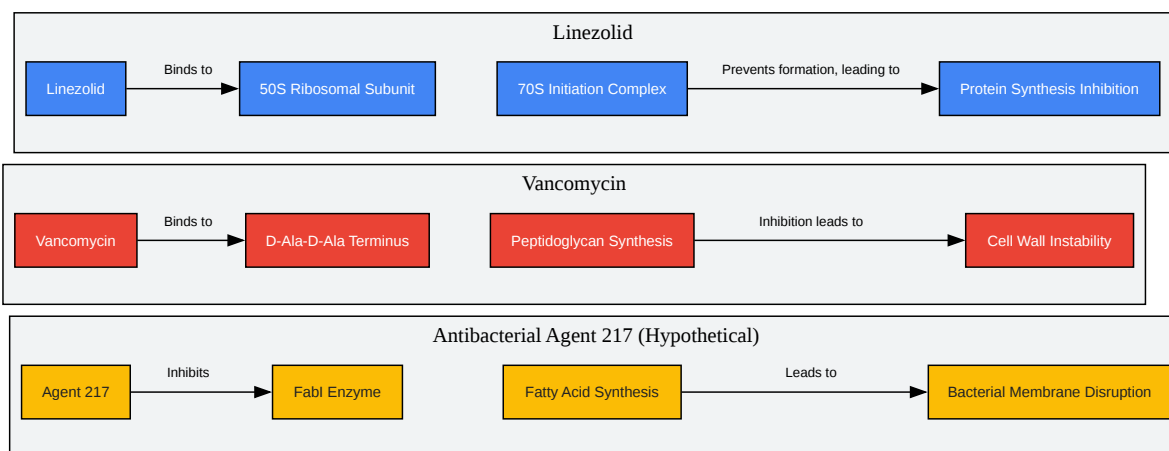 Linezolid
Linezolid
Binds to
50S Ribosomal Subunit
70S Initiation Complex
Prevents formation, leading to
Protein Synthesis Inhibition
Vancomycin
Vancomycin
Binds to
D-Ala-D-Ala Terminus
Peptidoglycan Synthesis
Inhibition leads to
Cell Wall Instability
Antibacterial Agent 217 (Hypothetical)
Agent 217
Inhibits
FabI Enzyme
Fatty Acid Synthesis
Leads to
Bacterial Membrane Disruption